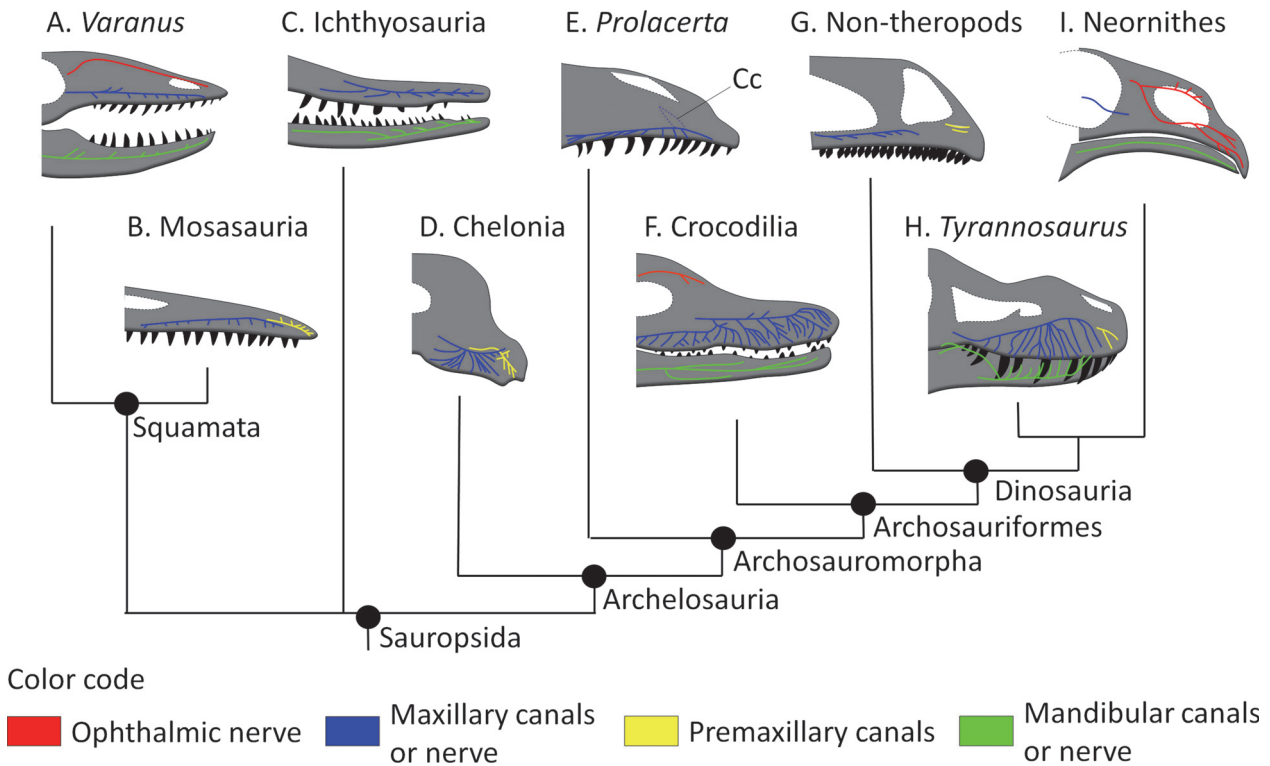 A. Varanus
C. Ichthyosauria
E. Prolacerta
G. Non-theropods
I. Neornithes
Cc
B. Mosasauria
D. Chelonia
F. Crocodilia
H. Tyrannosaurus
Squamata
Dinosauria
Archosauriformes
Archosauromorpha
Archelosauria
Sauropsida
Color code
Ophthalmic nerve
Maxillary canals
or nerve
Premaxillary canals
Mandibular canals
or nerve